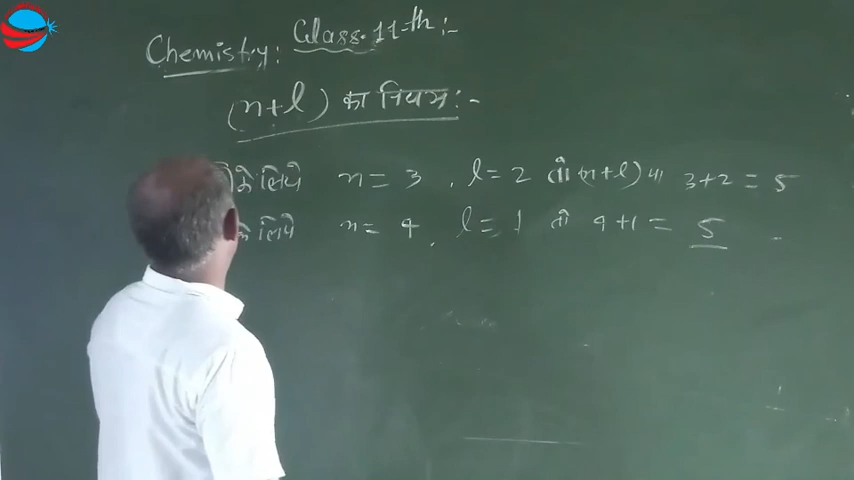 Chemistry: Class. 11-th:-
(n+l) का नियम:-
के लिये n = 3 , l = 2 तो (n+l) या 3+2 = 5
के लिये n = 4 , l = 1 तो 4+1 = 5